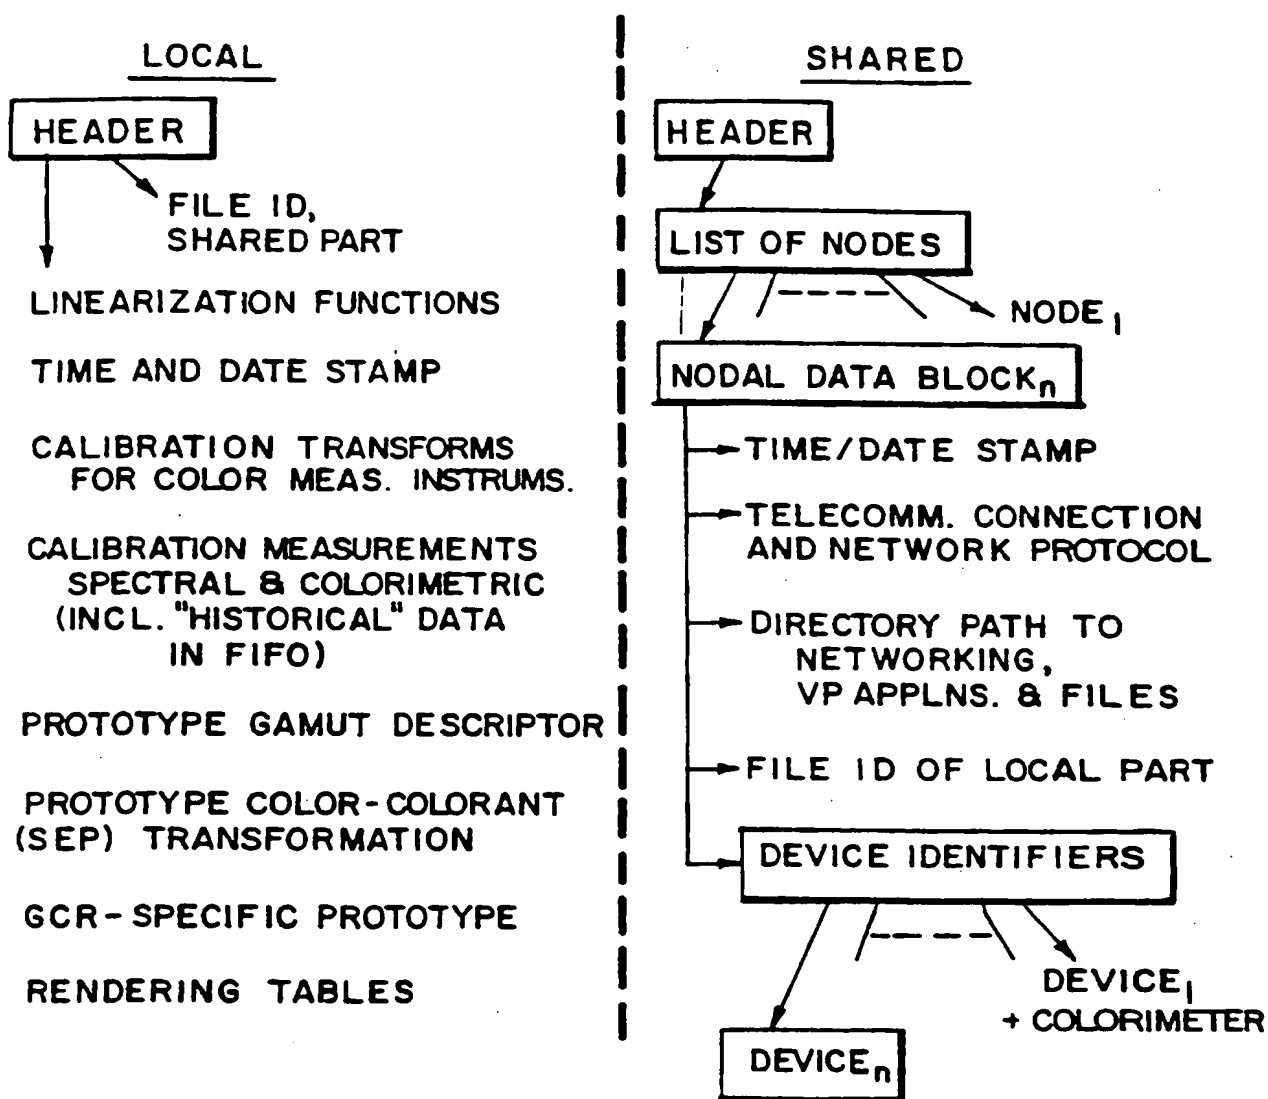 LOCAL
HEADER
FILE ID,
SHARED PART
LINEARIZATION FUNCTIONS
TIME AND DATE STAMP
CALIBRATION TRANSFORMS
FOR COLOR MEAS. INSTRUMS.
CALIBRATION MEASUREMENTS
SPECTRAL & COLORIMETRIC
(INCL. "HISTORICAL" DATA
IN FIFO)
PROTOTYPE GAMUT DESCRIPTOR
PROTOTYPE COLOR-COLORANT
(SEP) TRANSFORMATION
GCR-SPECIFIC PROTOTYPE
RENDERING TABLES
SHARED
HEADER
LIST OF NODES
NODE₁
NODAL DATA BLOCKₙ
TIME/DATE STAMP
TELECOMM. CONNECTION
AND NETWORK PROTOCOL
DIRECTORY PATH TO
NETWORKING,
VP APPLNS. & FILES
FILE ID OF LOCAL PART
DEVICE IDENTIFIERS
DEVICE₁
+ COLORIMETER
DEVICEₙ